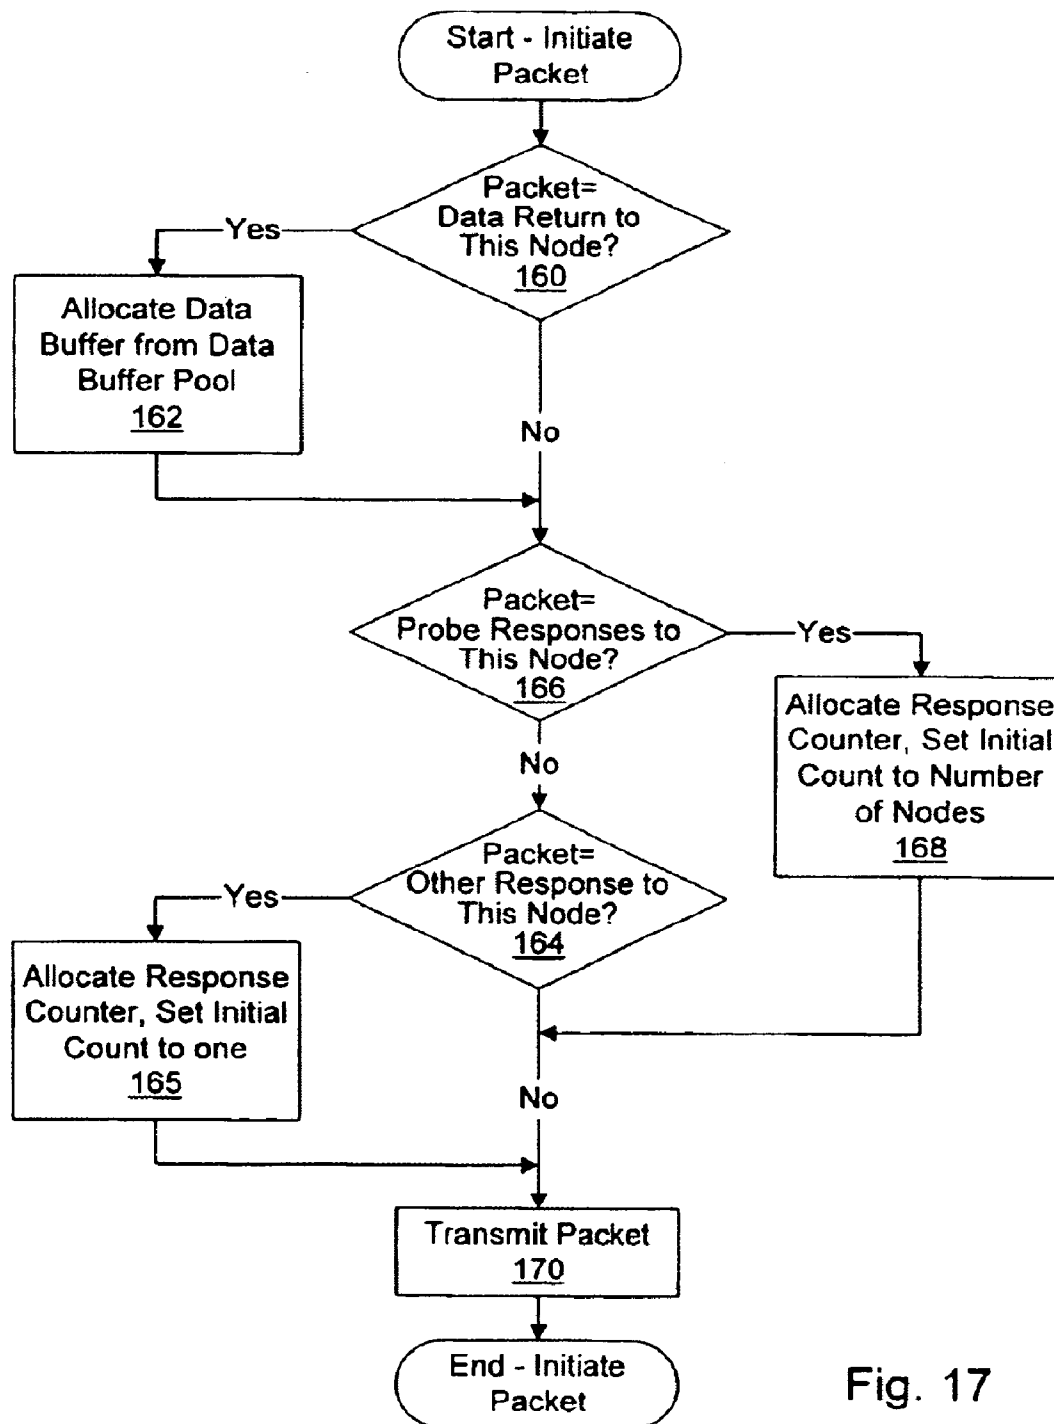 Start - Initiate
Packet
Packet=
Data Return to
This Node?
160
Yes
Allocate Data
Buffer from Data
Buffer Pool
162
No
Packet=
Probe Responses to
This Node?
166
Yes
Allocate Response
Counter, Set Initial
Count to Number
of Nodes
168
No
Packet=
Other Response to
This Node?
164
Yes
Allocate Response
Counter, Set Initial
Count to one
165
No
Transmit Packet
170
End - Initiate
Packet
Fig. 17